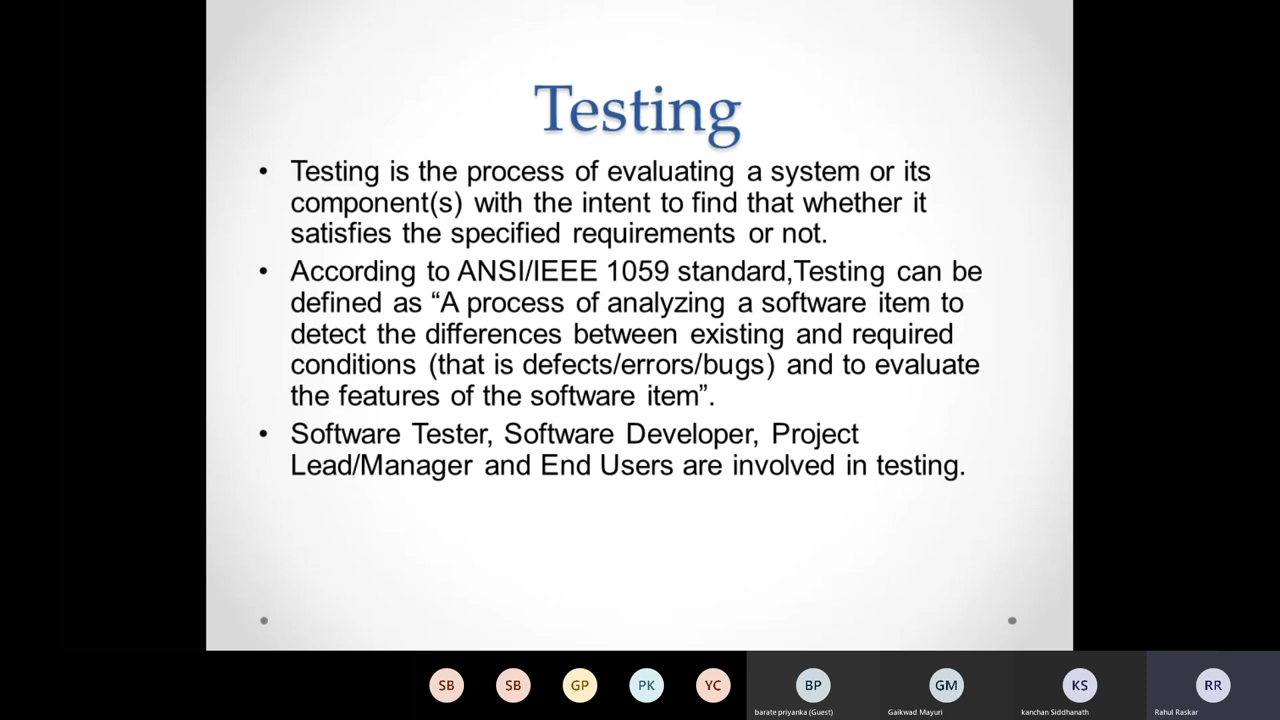 Testing
• Testing is the process of evaluating a system or its
component(s) with the intent to find that whether it
satisfies the specified requirements or not.
• According to ANSI/IEEE 1059 standard,Testing can be
defined as “A process of analyzing a software item to
detect the differences between existing and required
conditions (that is defects/errors/bugs) and to evaluate
the features of the software item”.
• Software Tester, Software Developer, Project
Lead/Manager and End Users are involved in testing.
SB SB GP PK YC BP GM KS RR
barate priyanka (Guest) Gaikwad Mayuri kanchan Siddhanath Rahul Raskar